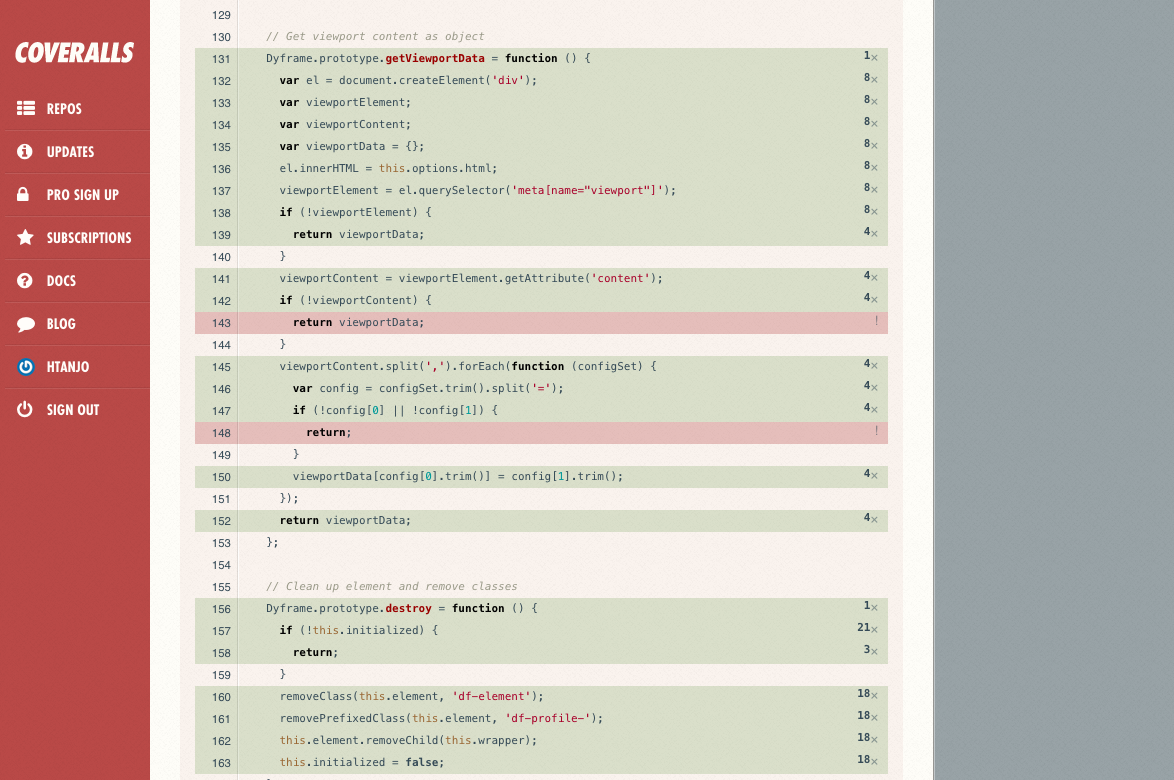 COVERALLS
REPOS
UPDATES
PRO SIGN UP
SUBSCRIPTIONS
DOCS
BLOG
HTANJO
SIGN OUT
129
130 // Get viewport content as object
131 Dyframe.prototype.getViewportData = function () { 1×
132 var el = document.createElement('div'); 8×
133 var viewportElement; 8×
134 var viewportContent; 8×
135 var viewportData = {}; 8×
136 el.innerHTML = this.options.html; 8×
137 viewportElement = el.querySelector('meta[name="viewport"]'); 8×
138 if (!viewportElement) { 8×
139 return viewportData; 4×
140 }
141 viewportContent = viewportElement.getAttribute('content'); 4×
142 if (!viewportContent) { 4×
143 return viewportData; !
144 }
145 viewportContent.split(',').forEach(function (configSet) { 4×
146 var config = configSet.trim().split('='); 4×
147 if (!config[0] || !config[1]) { 4×
148 return; !
149 }
150 viewportData[config[0].trim()] = config[1].trim(); 4×
151 });
152 return viewportData; 4×
153 };
154
155 // Clean up element and remove classes
156 Dyframe.prototype.destroy = function () { 1×
157 if (!this.initialized) { 21×
158 return; 3×
159 }
160 removeClass(this.element, 'df-element'); 18×
161 removePrefixedClass(this.element, 'df-profile-'); 18×
162 this.element.removeChild(this.wrapper); 18×
163 this.initialized = false; 18×